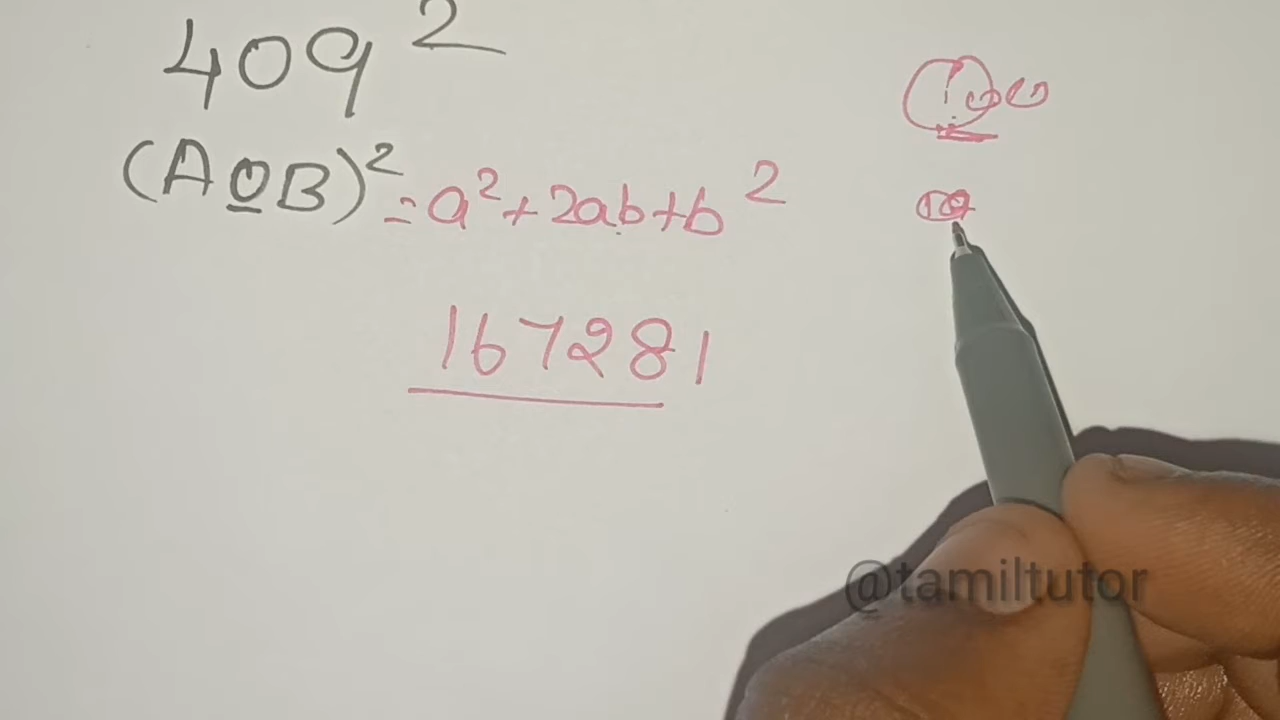 409²
(A0B)² = a² + 2ab + b²
167281
@tamiltutor